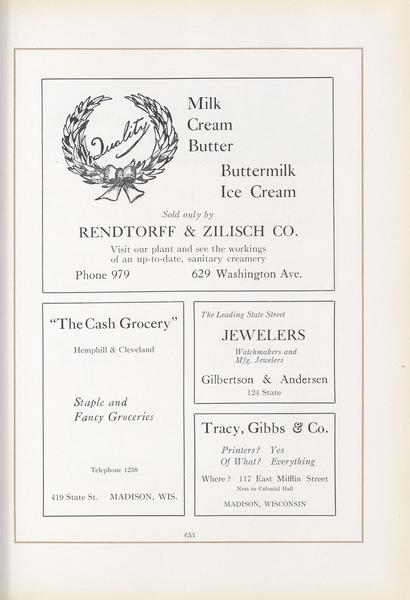 Quality
Milk
Cream
Butter
Buttermilk
Ice Cream
Sold only by
RENDTORFF & ZILISCH CO.
Visit our plant and see the workings
of an up-to-date, sanitary creamery
Phone 979 629 Washington Ave.
"The Cash Grocery"
Hemphill & Cleveland
Staple and
Fancy Groceries
Telephone 1238
419 State St. MADISON, WIS.
The Leading State Street
JEWELERS
Watchmakers and
Mfg. Jewelers
Gilbertson & Andersen
124 State
Tracy, Gibbs & Co.
Printers? Yes
Of What? Everything
Where? 117 East Mifflin Street
Next to Colonial Hall
MADISON, WISCONSIN
653